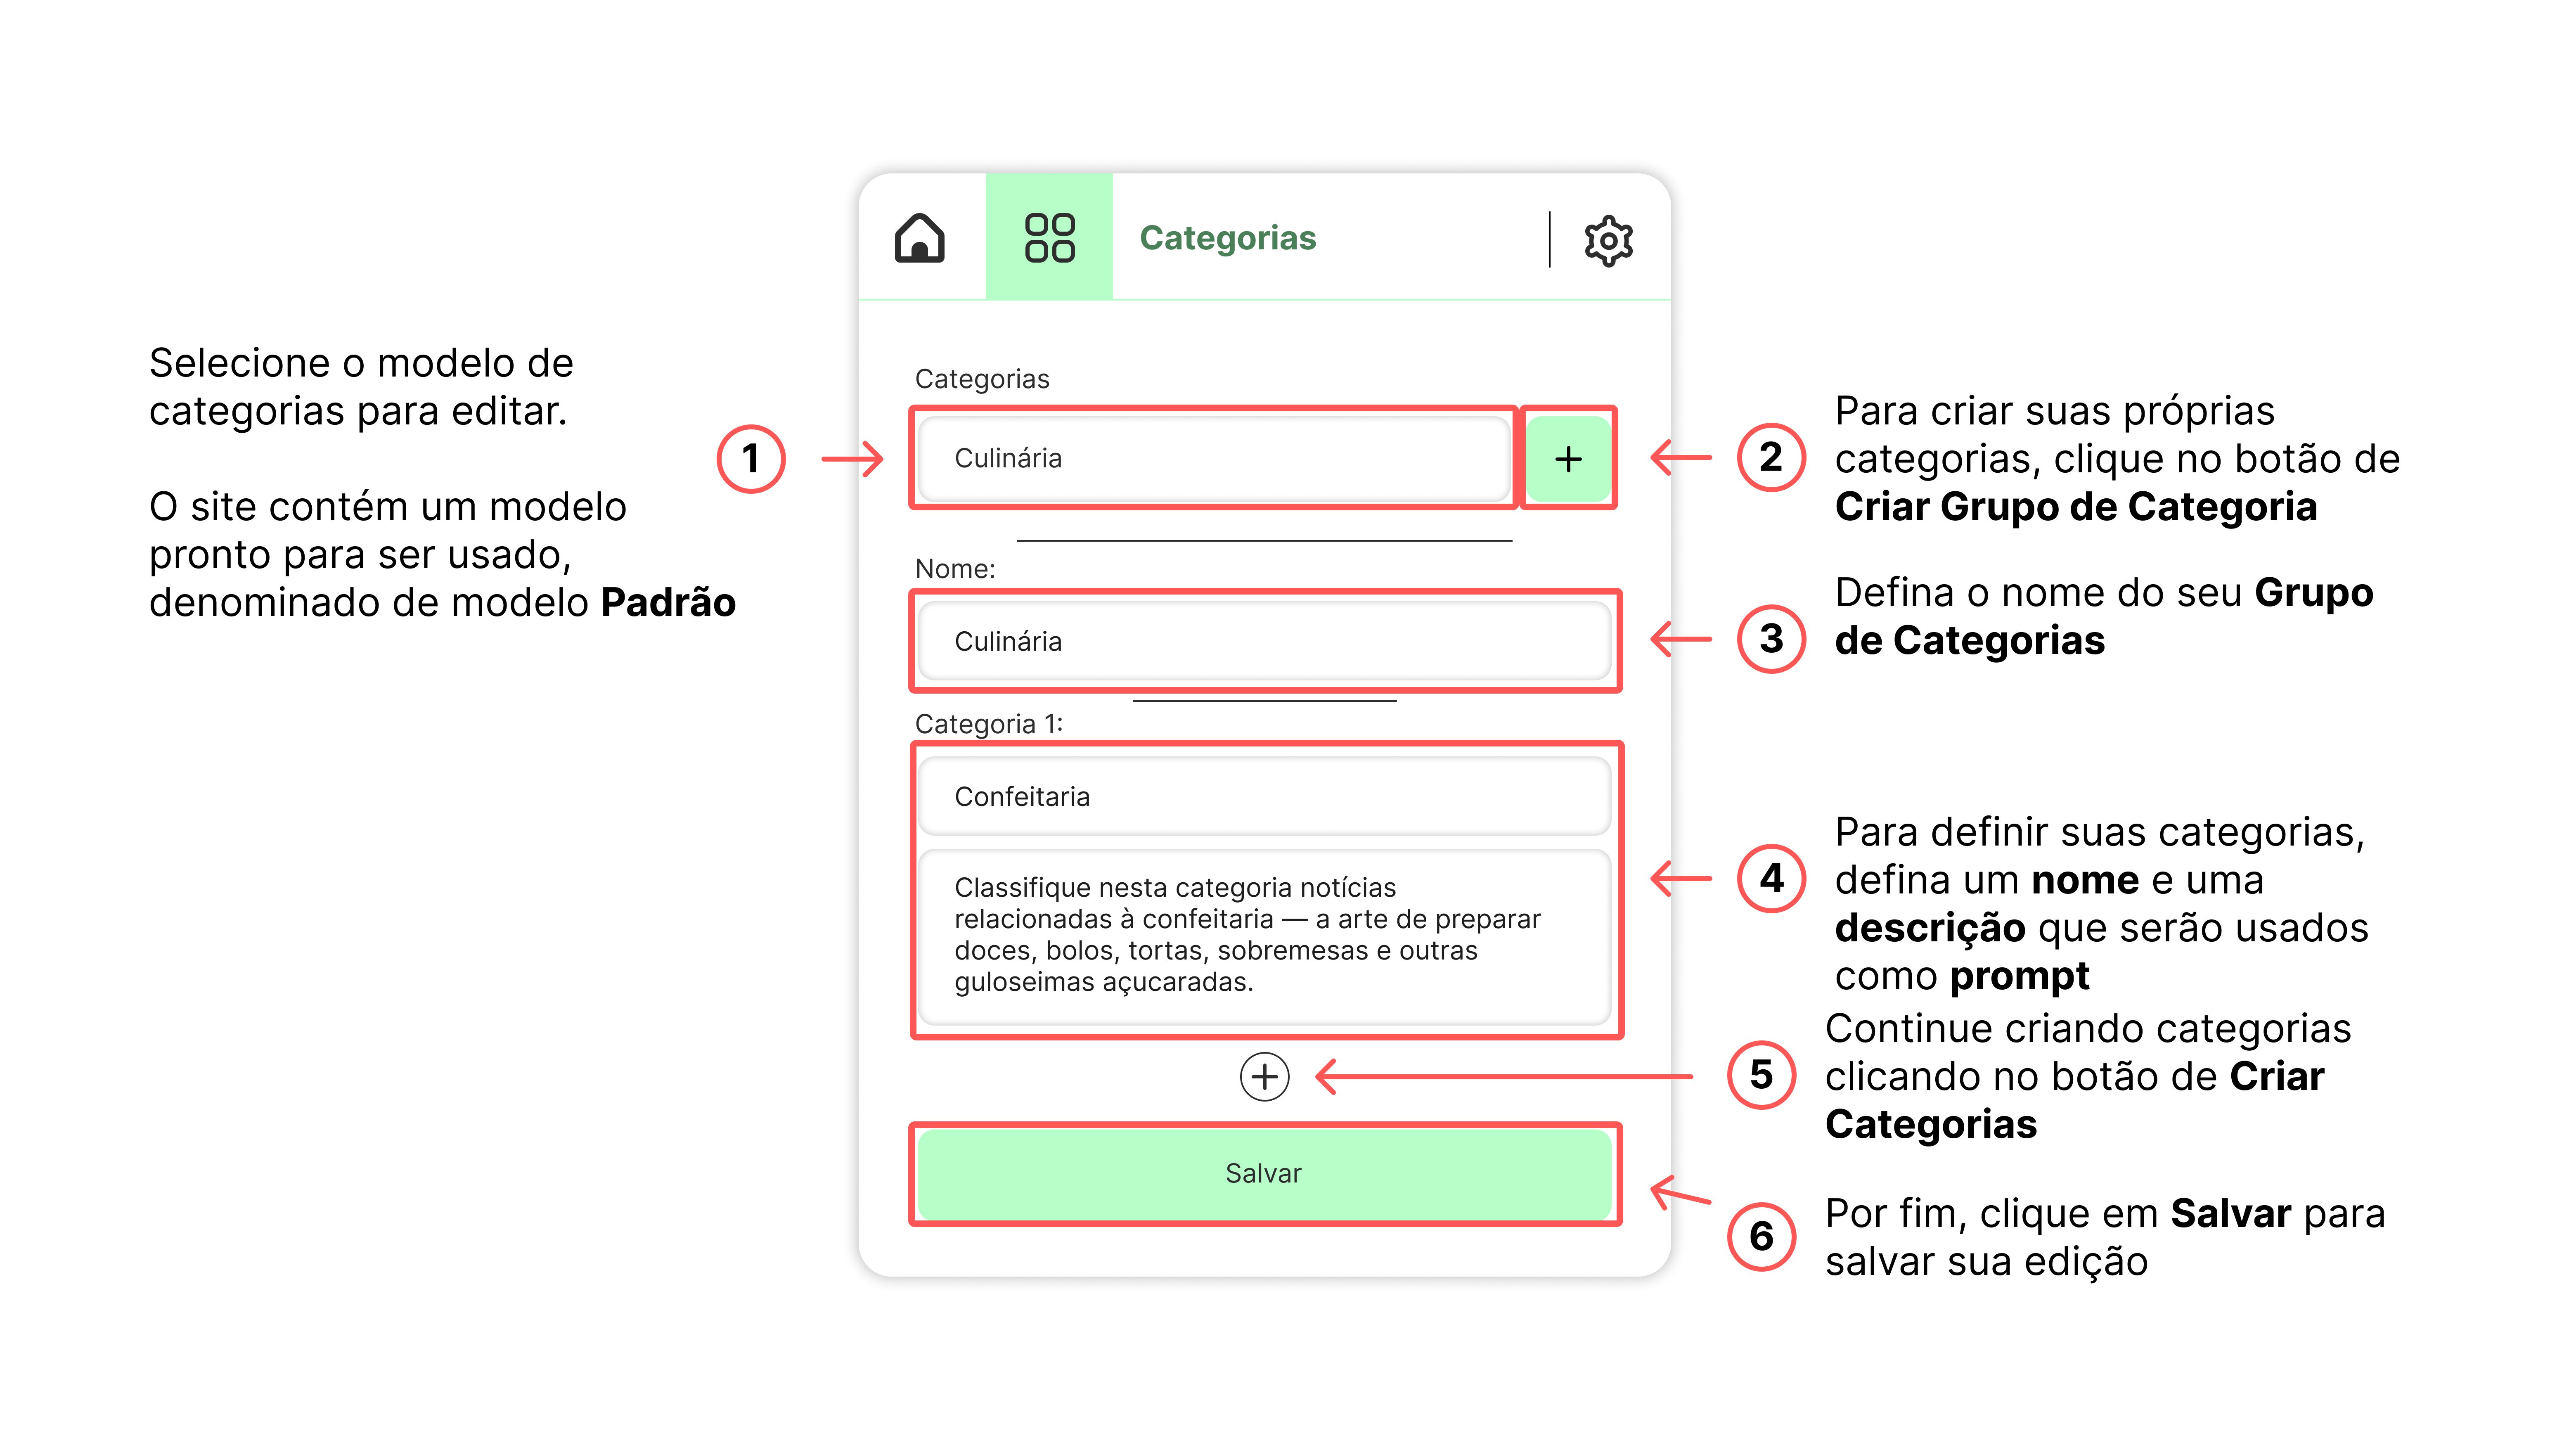 Categorias
Selecione o modelo de
categorias para editar.
O site contém um modelo
pronto para ser usado,
denominado de modelo Padrão
1
Categorias
Culinária
+
2
Para criar suas próprias
categorias, clique no botão de
Criar Grupo de Categoria
Nome:
Culinária
3
Defina o nome do seu Grupo
de Categorias
Categoria 1:
Confeitaria
Classifique nesta categoria notícias
relacionadas à confeitaria — a arte de preparar
doces, bolos, tortas, sobremesas e outras
guloseimas açucaradas.
4
Para definir suas categorias,
defina um nome e uma
descrição que serão usados
como prompt
+
5
Continue criando categorias
clicando no botão de Criar
Categorias
Salvar
6
Por fim, clique em Salvar para
salvar sua edição